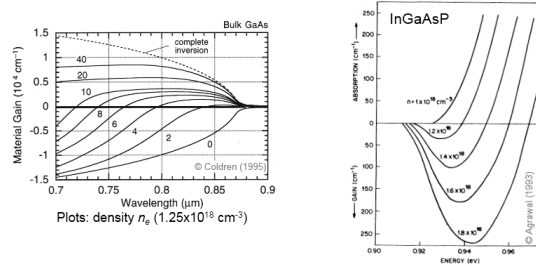 Bulk GaAs
complete
inversion
1.5
1
0.5
0
-0.5
-1
-1.5
Material Gain (10⁴ cm⁻¹)
40
20
10
8
6
4
2
0
© Coldren (1995)
0.7
0.75
0.8
0.85
0.9
Wavelength (µm)
Plots: density nₑ (1.25x10¹⁸ cm⁻³)
InGaAsP
ABSORPTION (cm⁻¹)
GAIN (cm⁻¹)
250
200
150
100
50
0
50
100
150
200
250
n=1x10¹⁸ cm⁻³
1.2x10¹⁸
1.4x10¹⁸
1.6x10¹⁸
1.8x10¹⁸
0.90
0.92
0.94
0.96
ENERGY (eV)
© Agrawal (1993)